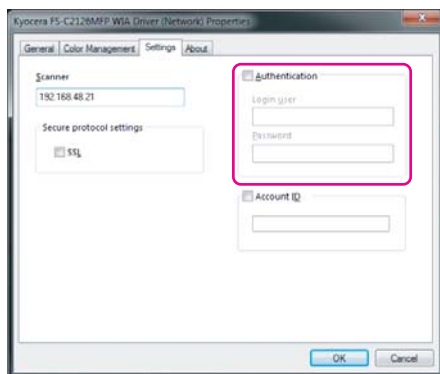 Kyocera FS-C2126MFP WIA Driver (Network) Properties
General Color Management Settings About
Scanner
192.168.48.21
Secure protocol settings
SSL
Authentication
Login user
Password
Account ID
OK Cancel